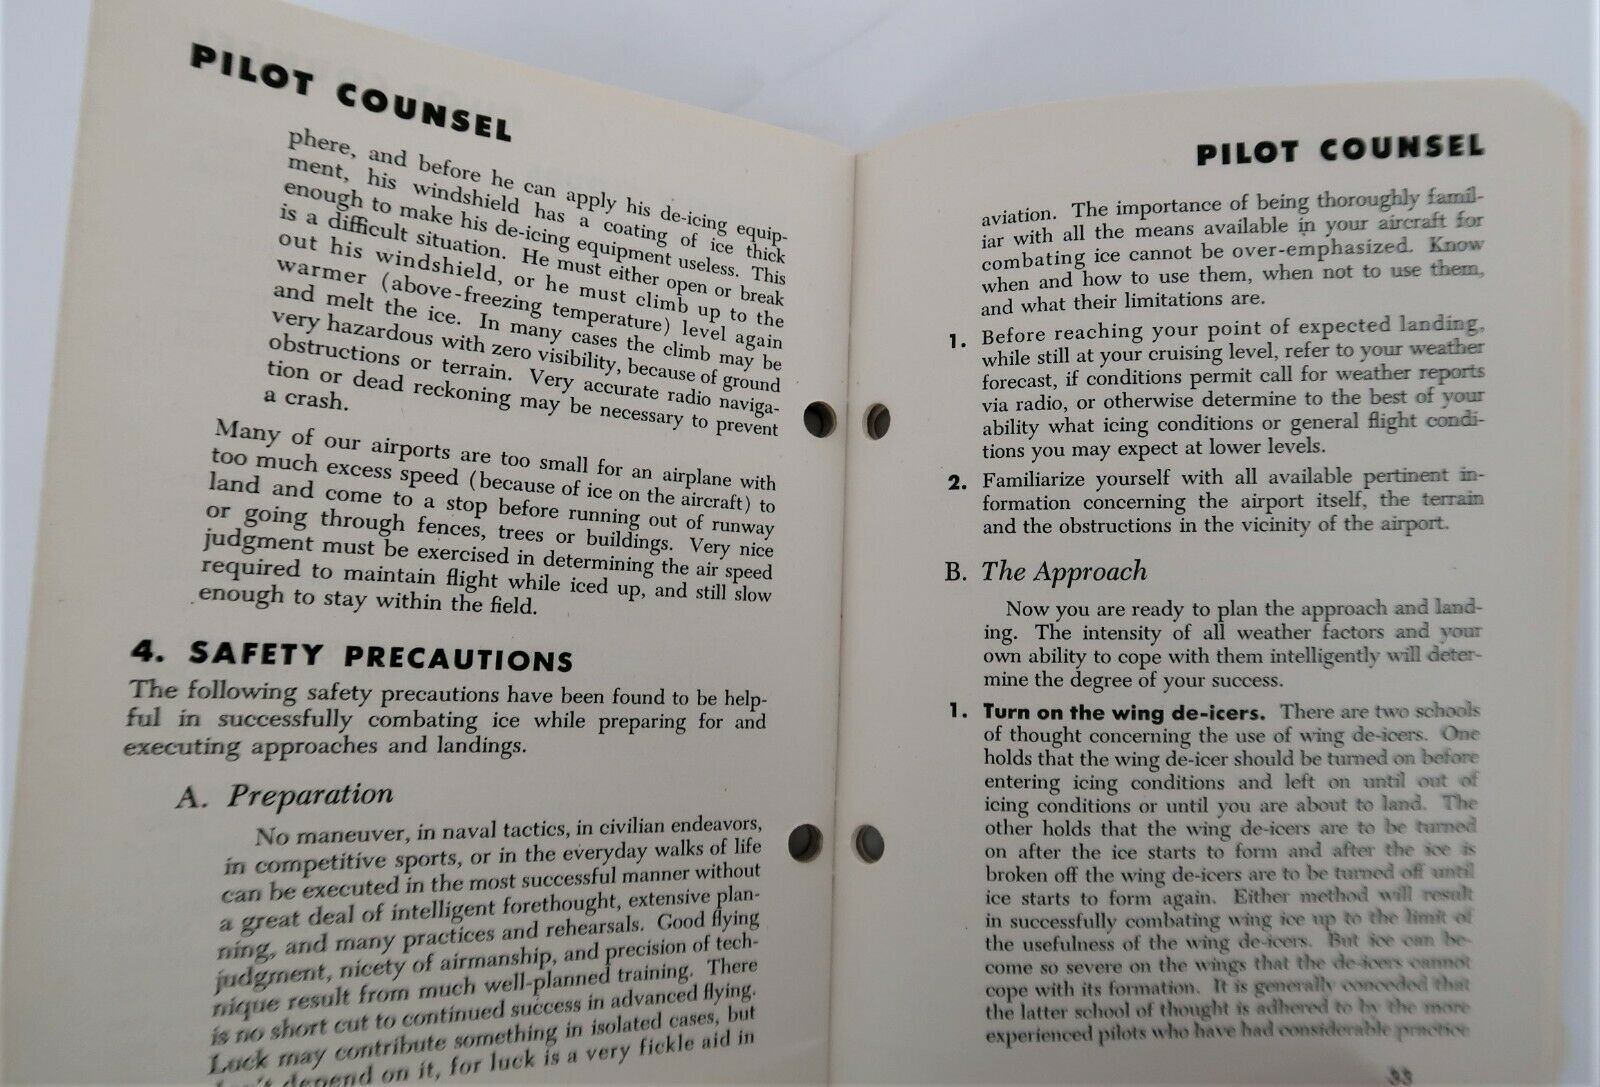 PILOT COUNSEL
phere, and before he can apply his de-icing equip-
ment, his windshield has a coating of ice thick
enough to make his de-icing equipment useless. This
is a difficult situation. He must either open or break
out his windshield, or he must climb up to the
warmer (above-freezing temperature) level again
and melt the ice. In many cases the climb may be
very hazardous with zero visibility, because of ground
obstructions or terrain. Very accurate radio naviga-
tion or dead reckoning may be necessary to prevent
a crash.
Many of our airports are too small for an airplane with
too much excess speed (because of ice on the aircraft) to
land and come to a stop before running out of runway
or going through fences, trees or buildings. Very nice
judgment must be exercised in determining the air speed
required to maintain flight while iced up, and still slow
enough to stay within the field.
4. SAFETY PRECAUTIONS
The following safety precautions have been found to be help-
ful in successfully combating ice while preparing for and
executing approaches and landings.
A. Preparation
No maneuver, in naval tactics, in civilian endeavors,
in competitive sports, or in the everyday walks of life
can be executed in the most successful manner without
a great deal of intelligent forethought, extensive plan-
ning, and many practices and rehearsals. Good flying
judgment, nicety of airmanship, and precision of tech-
nique result from much well-planned training. There
is no short cut to continued success in advanced flying.
Luck may contribute something in isolated cases, but
don't depend on it, for luck is a very fickle aid in
PILOT COUNSEL
aviation. The importance of being thoroughly famil-
iar with all the means available in your aircraft for
combating ice cannot be over-emphasized. Know
when and how to use them, when not to use them,
and what their limitations are.
1. Before reaching your point of expected landing,
while still at your cruising level, refer to your weather
forecast, if conditions permit call for weather reports
via radio, or otherwise determine to the best of your
ability what icing conditions or general flight condi-
tions you may expect at lower levels.
2. Familiarize yourself with all available pertinent in-
formation concerning the airport itself, the terrain
and the obstructions in the vicinity of the airport.
B. The Approach
Now you are ready to plan the approach and land-
ing. The intensity of all weather factors and your
own ability to cope with them intelligently will deter-
mine the degree of your success.
1. Turn on the wing de-icers. There are two schools
of thought concerning the use of wing de-icers. One
holds that the wing de-icer should be turned on before
entering icing conditions and left on until out of
icing conditions or until you are about to land. The
other holds that the wing de-icers are to be turned
on after the ice starts to form and after the ice is
broken off the wing de-icers are to be turned off until
ice starts to form again. Either method will result
in successfully combating wing ice up to the limit of
the usefulness of the wing de-icers. But ice can be-
come so severe on the wings that the de-icers cannot
cope with its formation. It is generally conceded that
the latter school of thought is adhered to by the more
experienced pilots who have had considerable practice
33